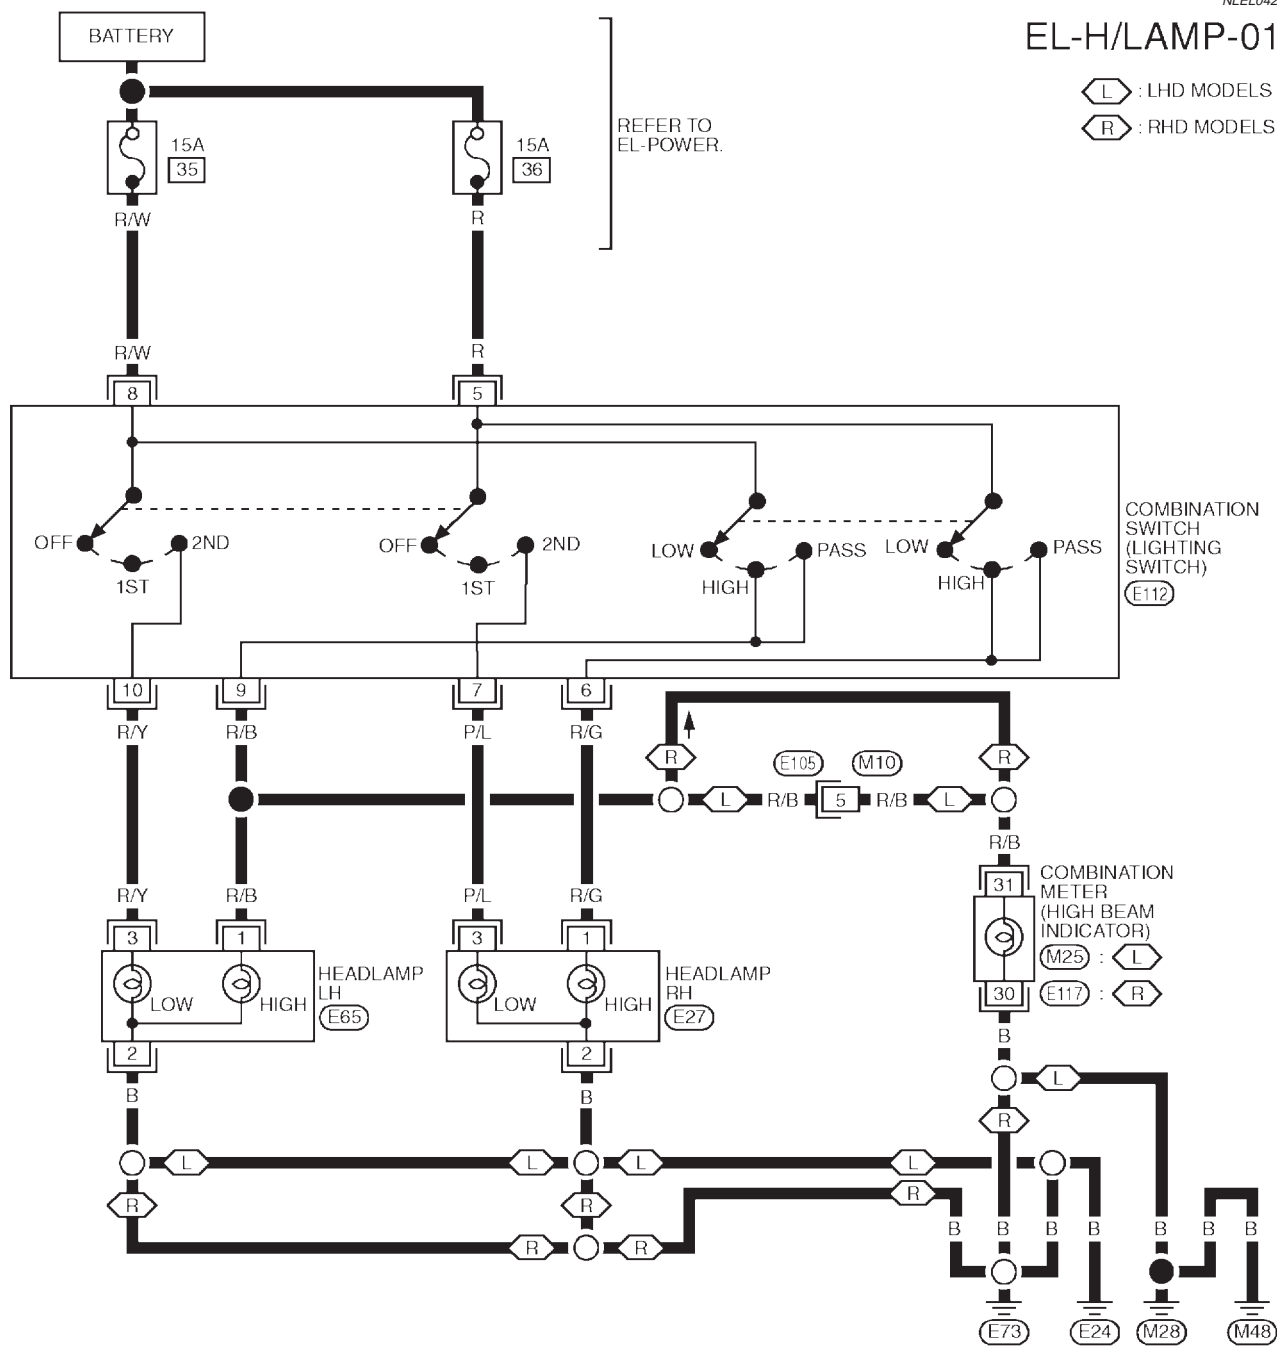 NLEL042
EL-H/LAMP-01
L : LHD MODELS
R : RHD MODELS
BATTERY
15A
35
15A
36
REFER TO
EL-POWER.
R/W
R
R/W
R
8
5
OFF
2ND
1ST
OFF
2ND
1ST
LOW
PASS
HIGH
LOW
PASS
HIGH
COMBINATION
SWITCH
(LIGHTING
SWITCH)
E112
10
9
7
6
R/Y
R/B
P/L
R/G
R
R
E105
M10
L
R/B
5
R/B
L
R/B
R/Y
R/B
P/L
R/G
31
COMBINATION
METER
(HIGH BEAM
INDICATOR)
M25 : L
30
E117 : R
3
1
3
1
LOW
HIGH
HEADLAMP
LH
E65
LOW
HIGH
HEADLAMP
RH
E27
2
2
B
B
B
L
R
L
L
L
L
R
R
R
R
R
B
B
B
B
B
B
B
E73
E24
M28
M48